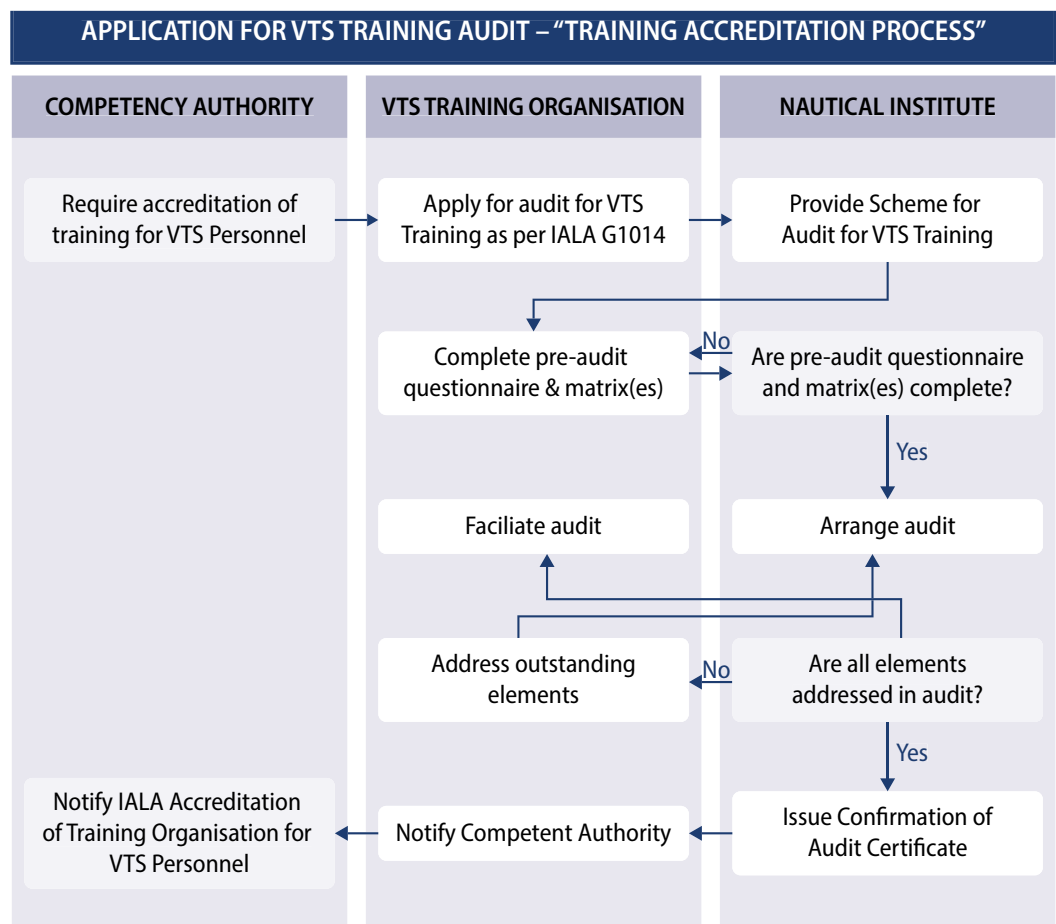 APPLICATION FOR VTS TRAINING AUDIT – “TRAINING ACCREDITATION PROCESS”
COMPETENCY AUTHORITY
VTS TRAINING ORGANISATION
NAUTICAL INSTITUTE
Require accreditation of
training for VTS Personnel
Apply for audit for VTS
Training as per IALA G1014
Provide Scheme for
Audit for VTS Training
Complete pre-audit
questionnaire & matrix(es)
No
Are pre-audit questionnaire
and matrix(es) complete?
Yes
Faciliate audit
Arrange audit
Address outstanding
elements
No
Are all elements
addressed in audit?
Yes
Notify IALA Accreditation
of Training Organisation for
VTS Personnel
Notify Competent Authority
Issue Confirmation of
Audit Certificate